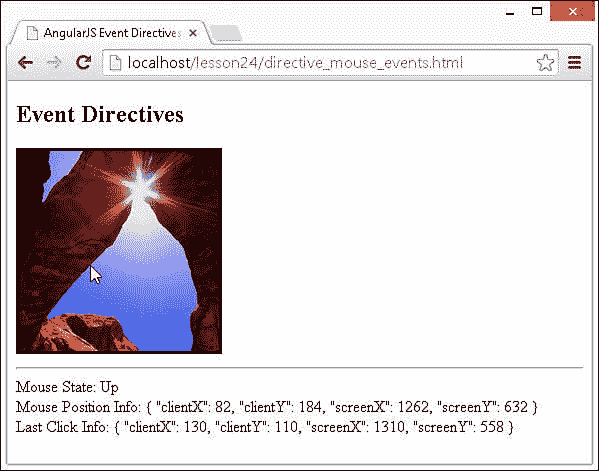 AngularJS Event Directives
localhost/lesson24/directive_mouse_events.html
Event Directives
Mouse State: Up
Mouse Position Info: { "clientX": 82, "clientY": 184, "screenX": 1262, "screenY": 632 }
Last Click Info: { "clientX": 130, "clientY": 110, "screenX": 1310, "screenY": 558 }